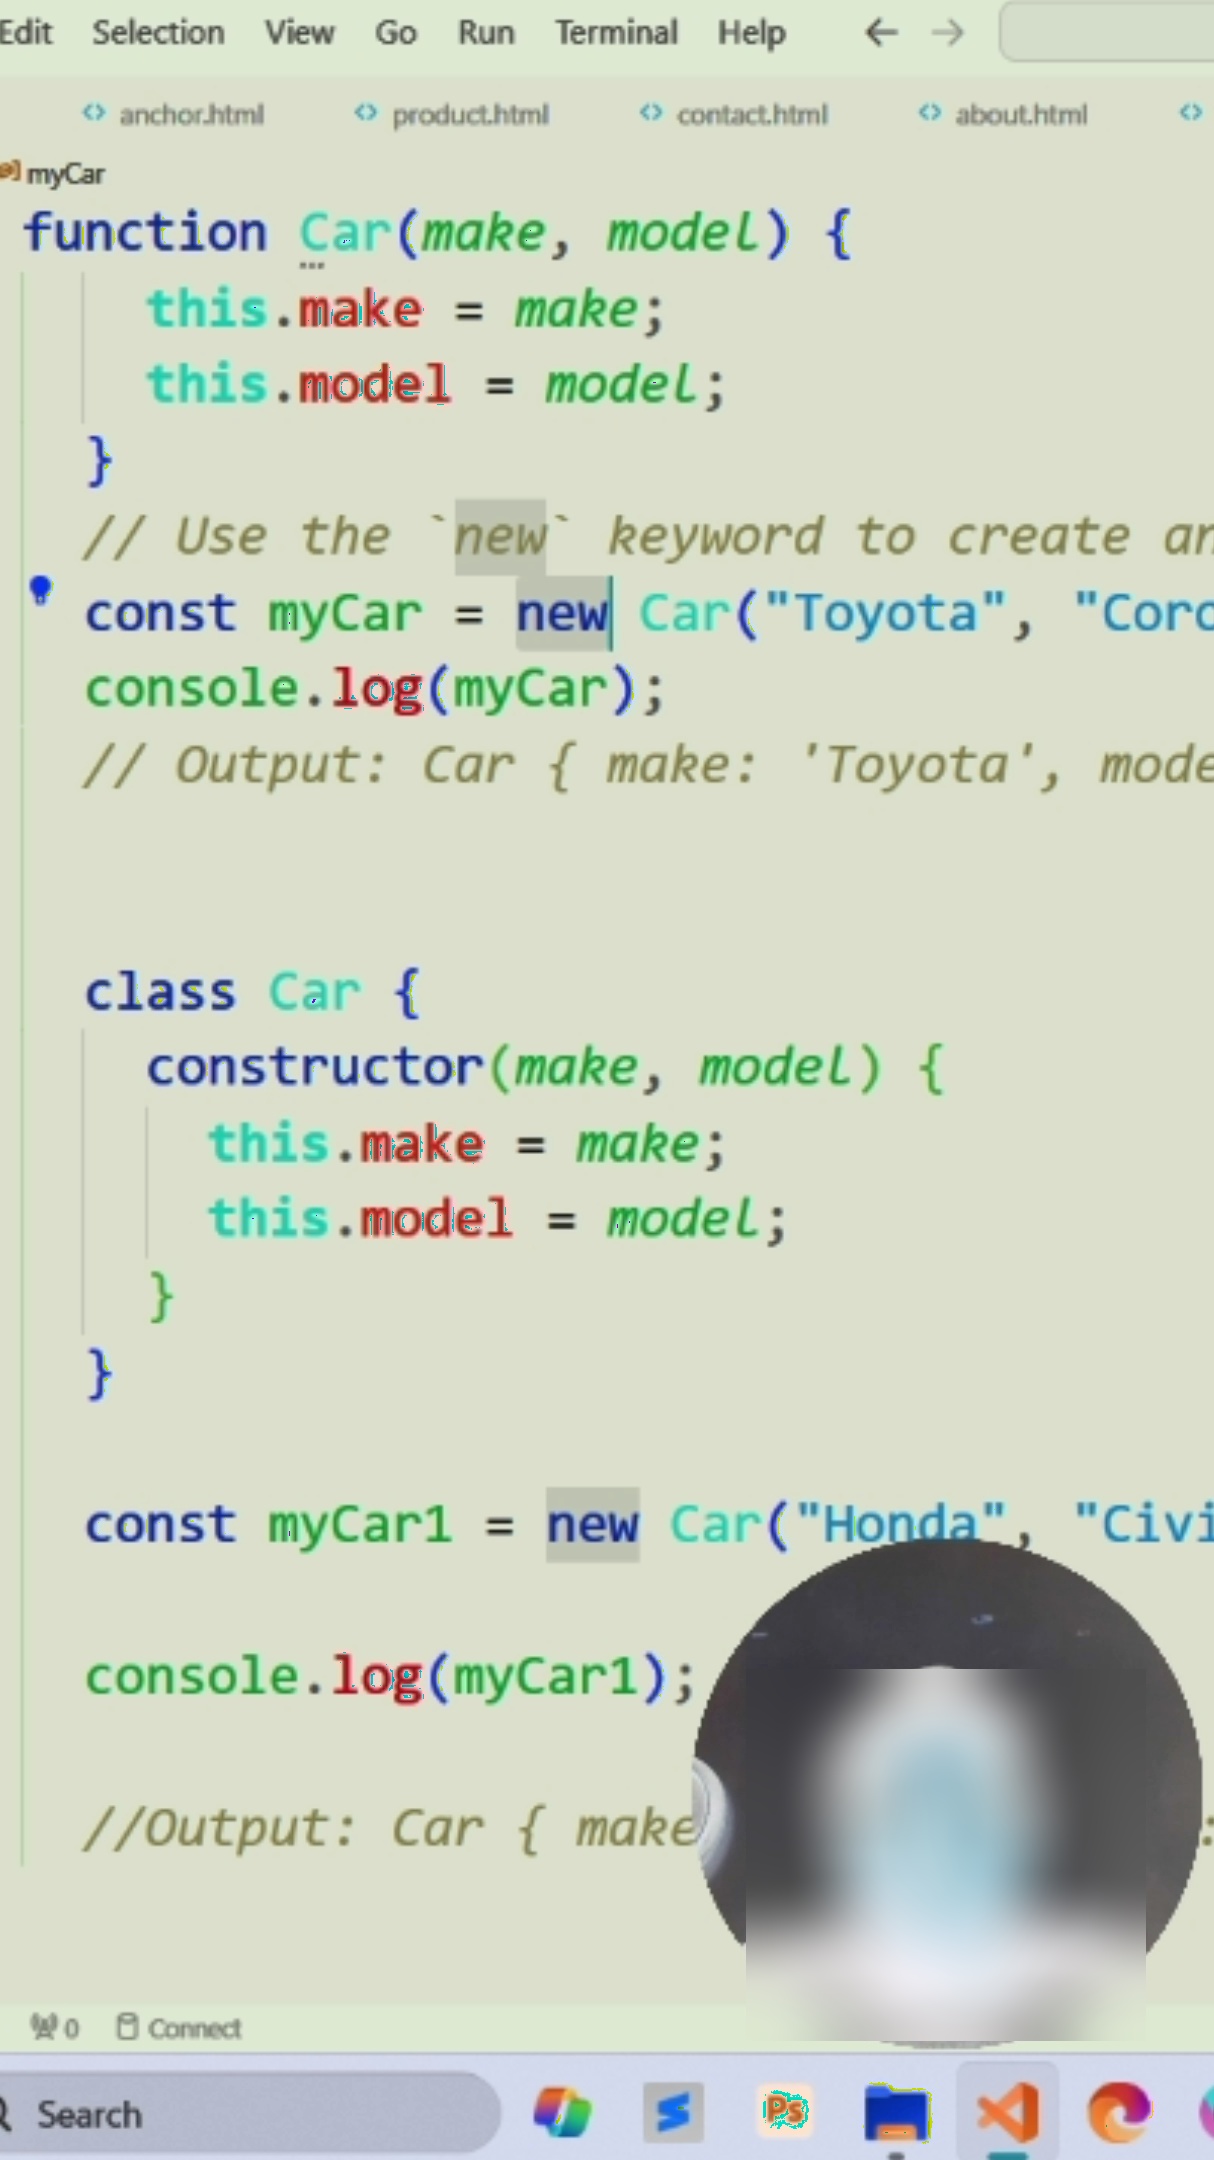 Edit Selection View Go Run Terminal Help
anchor.html product.html contact.html about.html
myCar
function Car(make, model) {
this.make = make;
this.model = model;
}
// Use the `new` keyword to create an
const myCar = new Car("Toyota", "Coro
console.log(myCar);
// Output: Car { make: 'Toyota', mode
class Car {
constructor(make, model) {
this.make = make;
this.model = model;
}
}
const myCar1 = new Car("Honda", "Civi
console.log(myCar1);
//Output: Car { make
0 Connect
Search
Ps